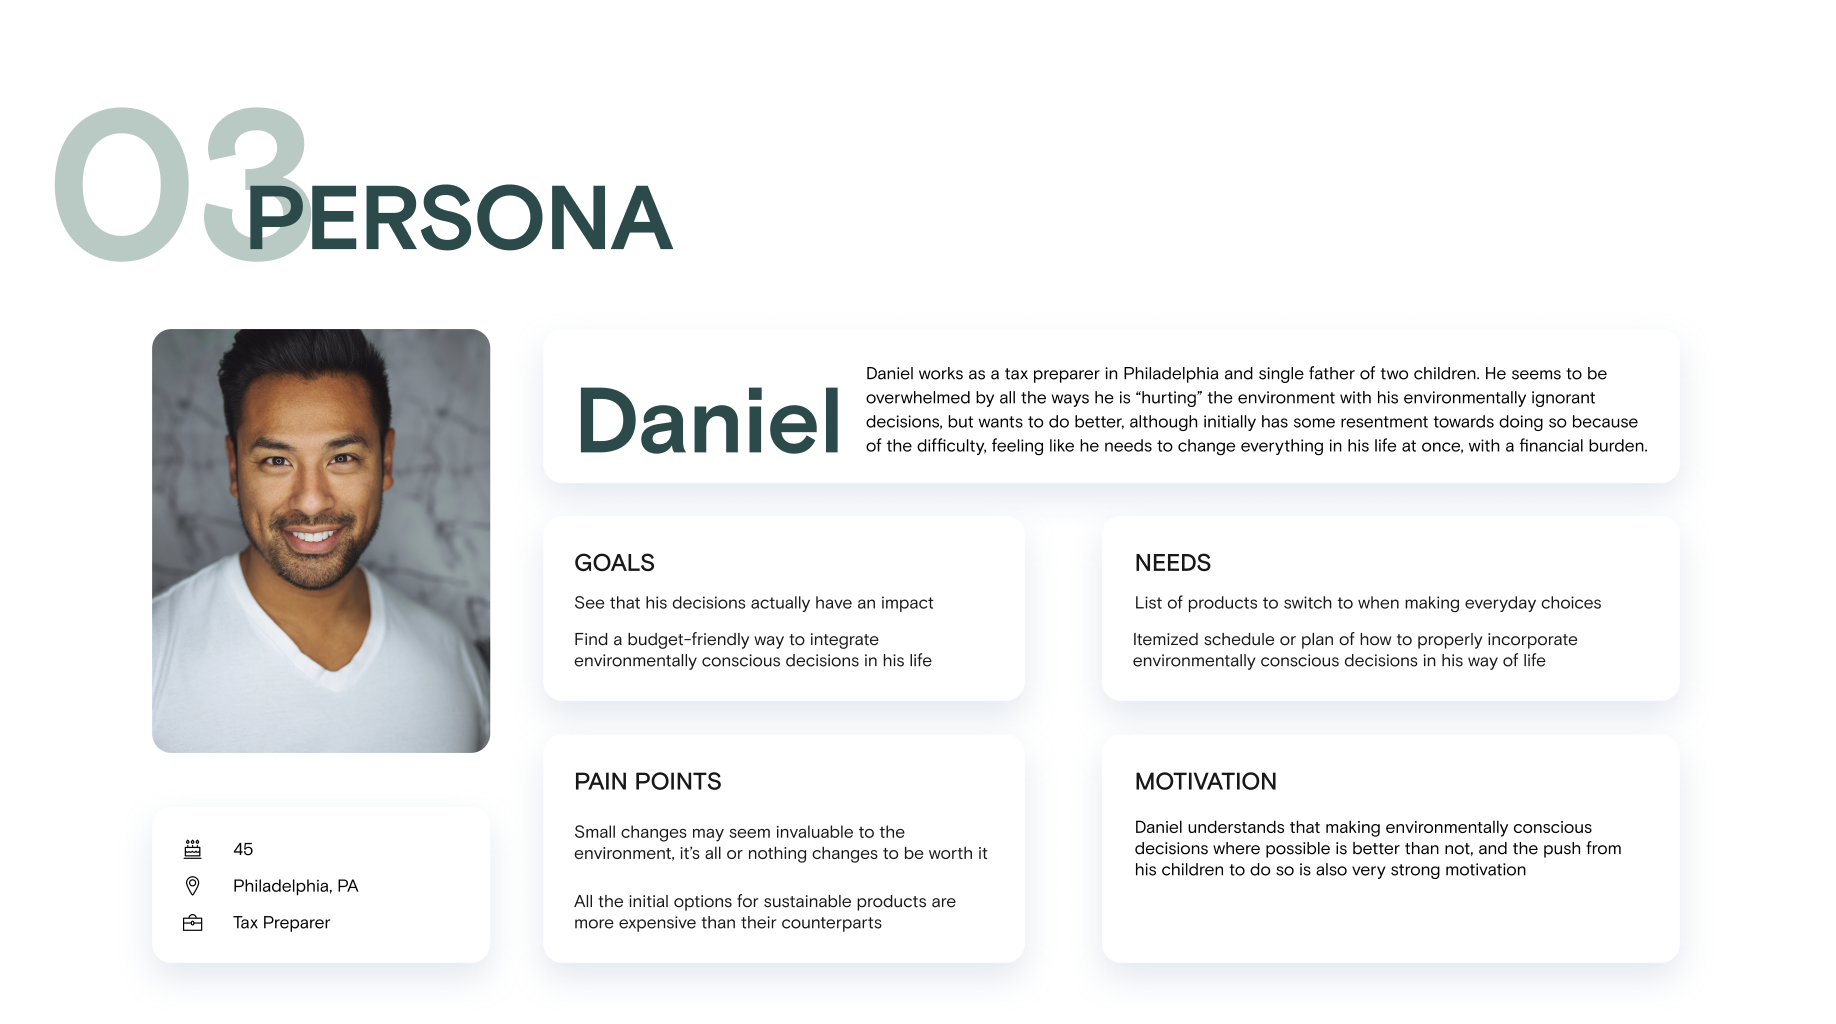 03
PERSONA
Daniel
Daniel works as a tax preparer in Philadelphia and single father of two children. He seems to be
overwhelmed by all the ways he is “hurting” the environment with his environmentally ignorant
decisions, but wants to do better, although initially has some resentment towards doing so because
of the difficulty, feeling like he needs to change everything in his life at once, with a financial burden.
GOALS
See that his decisions actually have an impact
Find a budget-friendly way to integrate
environmentally conscious decisions in his life
NEEDS
List of products to switch to when making everyday choices
Itemized schedule or plan of how to properly incorporate
environmentally conscious decisions in his way of life
PAIN POINTS
Small changes may seem invaluable to the
environment, it’s all or nothing changes to be worth it
All the initial options for sustainable products are
more expensive than their counterparts
MOTIVATION
Daniel understands that making environmentally conscious
decisions where possible is better than not, and the push from
his children to do so is also very strong motivation
45
Philadelphia, PA
Tax Preparer